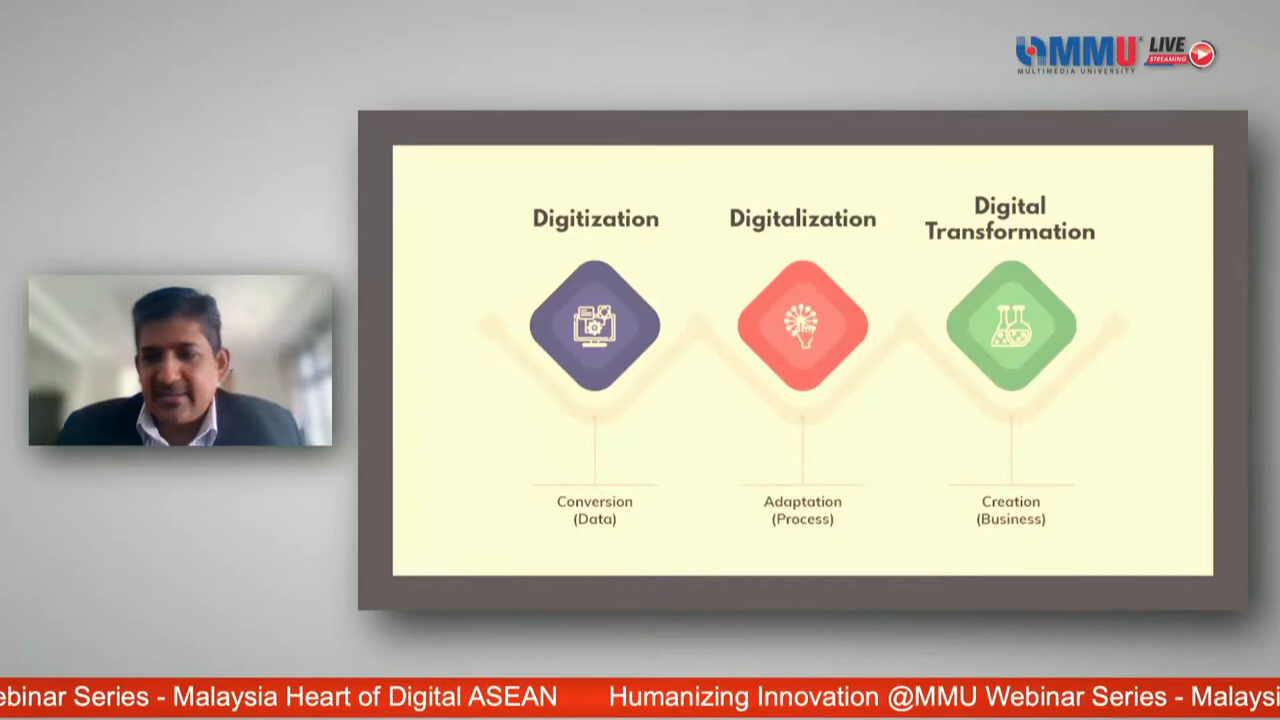 MMU
MULTIMEDIA UNIVERSITY
LIVE
STREAMING
Digitization
Digitalization
Digital
Transformation
Conversion
(Data)
Adaptation
(Process)
Creation
(Business)
ebinar Series - Malaysia Heart of Digital ASEAN Humanizing Innovation @MMU Webinar Series - Malaysi